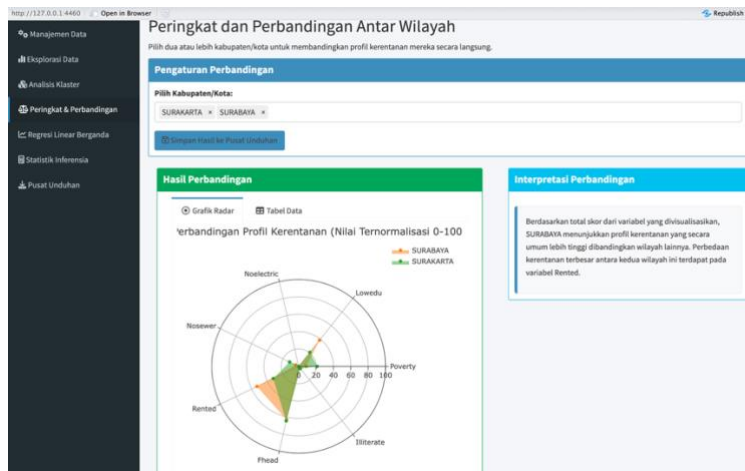 http://127.0.0.1:4460
Open in Browser
Republish
Manajemen Data
Eksplorasi Data
Analisis Klaster
Peringkat & Perbandingan
Regresi Linear Berganda
Statistik Inferensia
Pusat Unduhan
Peringkat dan Perbandingan Antar Wilayah
Pilih dua atau lebih kabupaten/kota untuk membandingkan profil kerentanan mereka secara langsung.
Pengaturan Perbandingan
Pilih Kabupaten/Kota:
SURAKARTA × SURABAYA ×
Simpan Hasil ke Pusat Unduhan
Hasil Perbandingan
Grafik Radar
Tabel Data
erbandingan Profil Kerentanan (Nilai Ternormalisasi 0-100
SURABAYA
SURAKARTA
Noelectric
Lowedu
Nosewer
Poverty
0 20 40 60 80 100
Rented
Illiterate
Fhead
Interpretasi Perbandingan
Berdasarkan total skor dari variabel yang divisualisasikan,
SURABAYA menunjukkan profil kerentanan yang secara
umum lebih tinggi dibandingkan wilayah lainnya. Perbedaan
kerentanan terbesar antara kedua wilayah ini terdapat pada
variabel Rented.